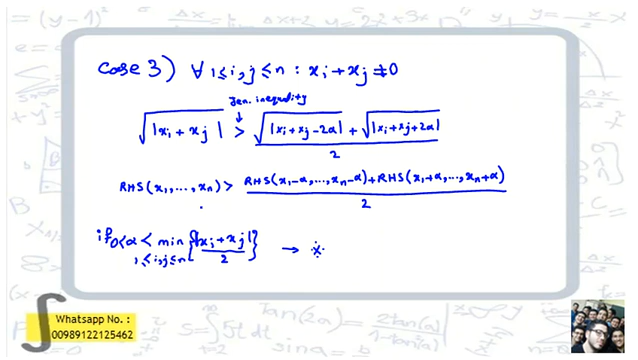 Case 3) ∀ 1≤i,j≤n : xᵢ + xⱼ ≠ 0
Jen. inequality
↓
√|xᵢ + xⱼ| > (√|xᵢ+xⱼ-2α| + √|xᵢ+xⱼ+2α|) / 2
RHS(x₁,...,xₙ) > (RHS(x₁-α,...,xₙ-α)+RHS(x₁+α,...,xₙ+α)) / 2
if 0<α < min 1≤i,j≤n {|xᵢ+xⱼ| / 2} → ※
Whatsapp No. :
00989122125462